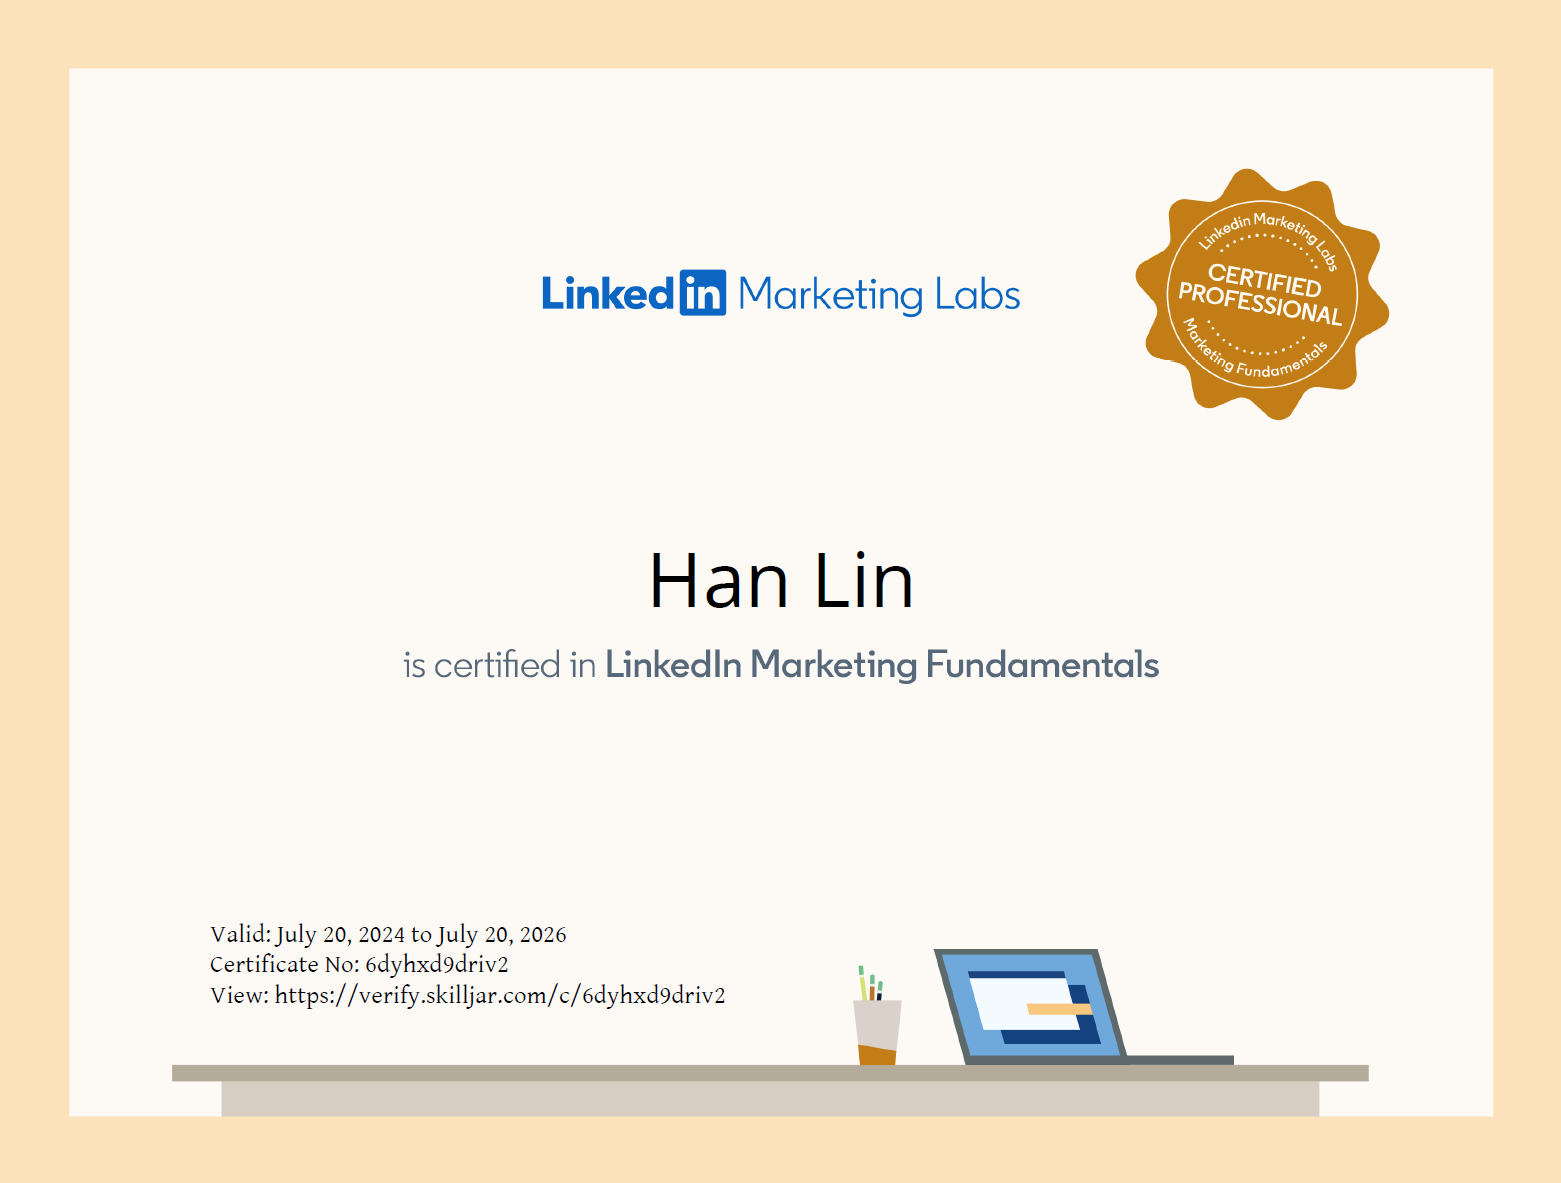 Linkedin Marketing Labs
Linkedin Marketing Labs
CERTIFIED
PROFESSIONAL
Marketing Fundamentals
Han Lin
is certified in LinkedIn Marketing Fundamentals
Valid: July 20, 2024 to July 20, 2026
Certificate No: 6dyhxd9driv2
View: https://verify.skilljar.com/c/6dyhxd9driv2